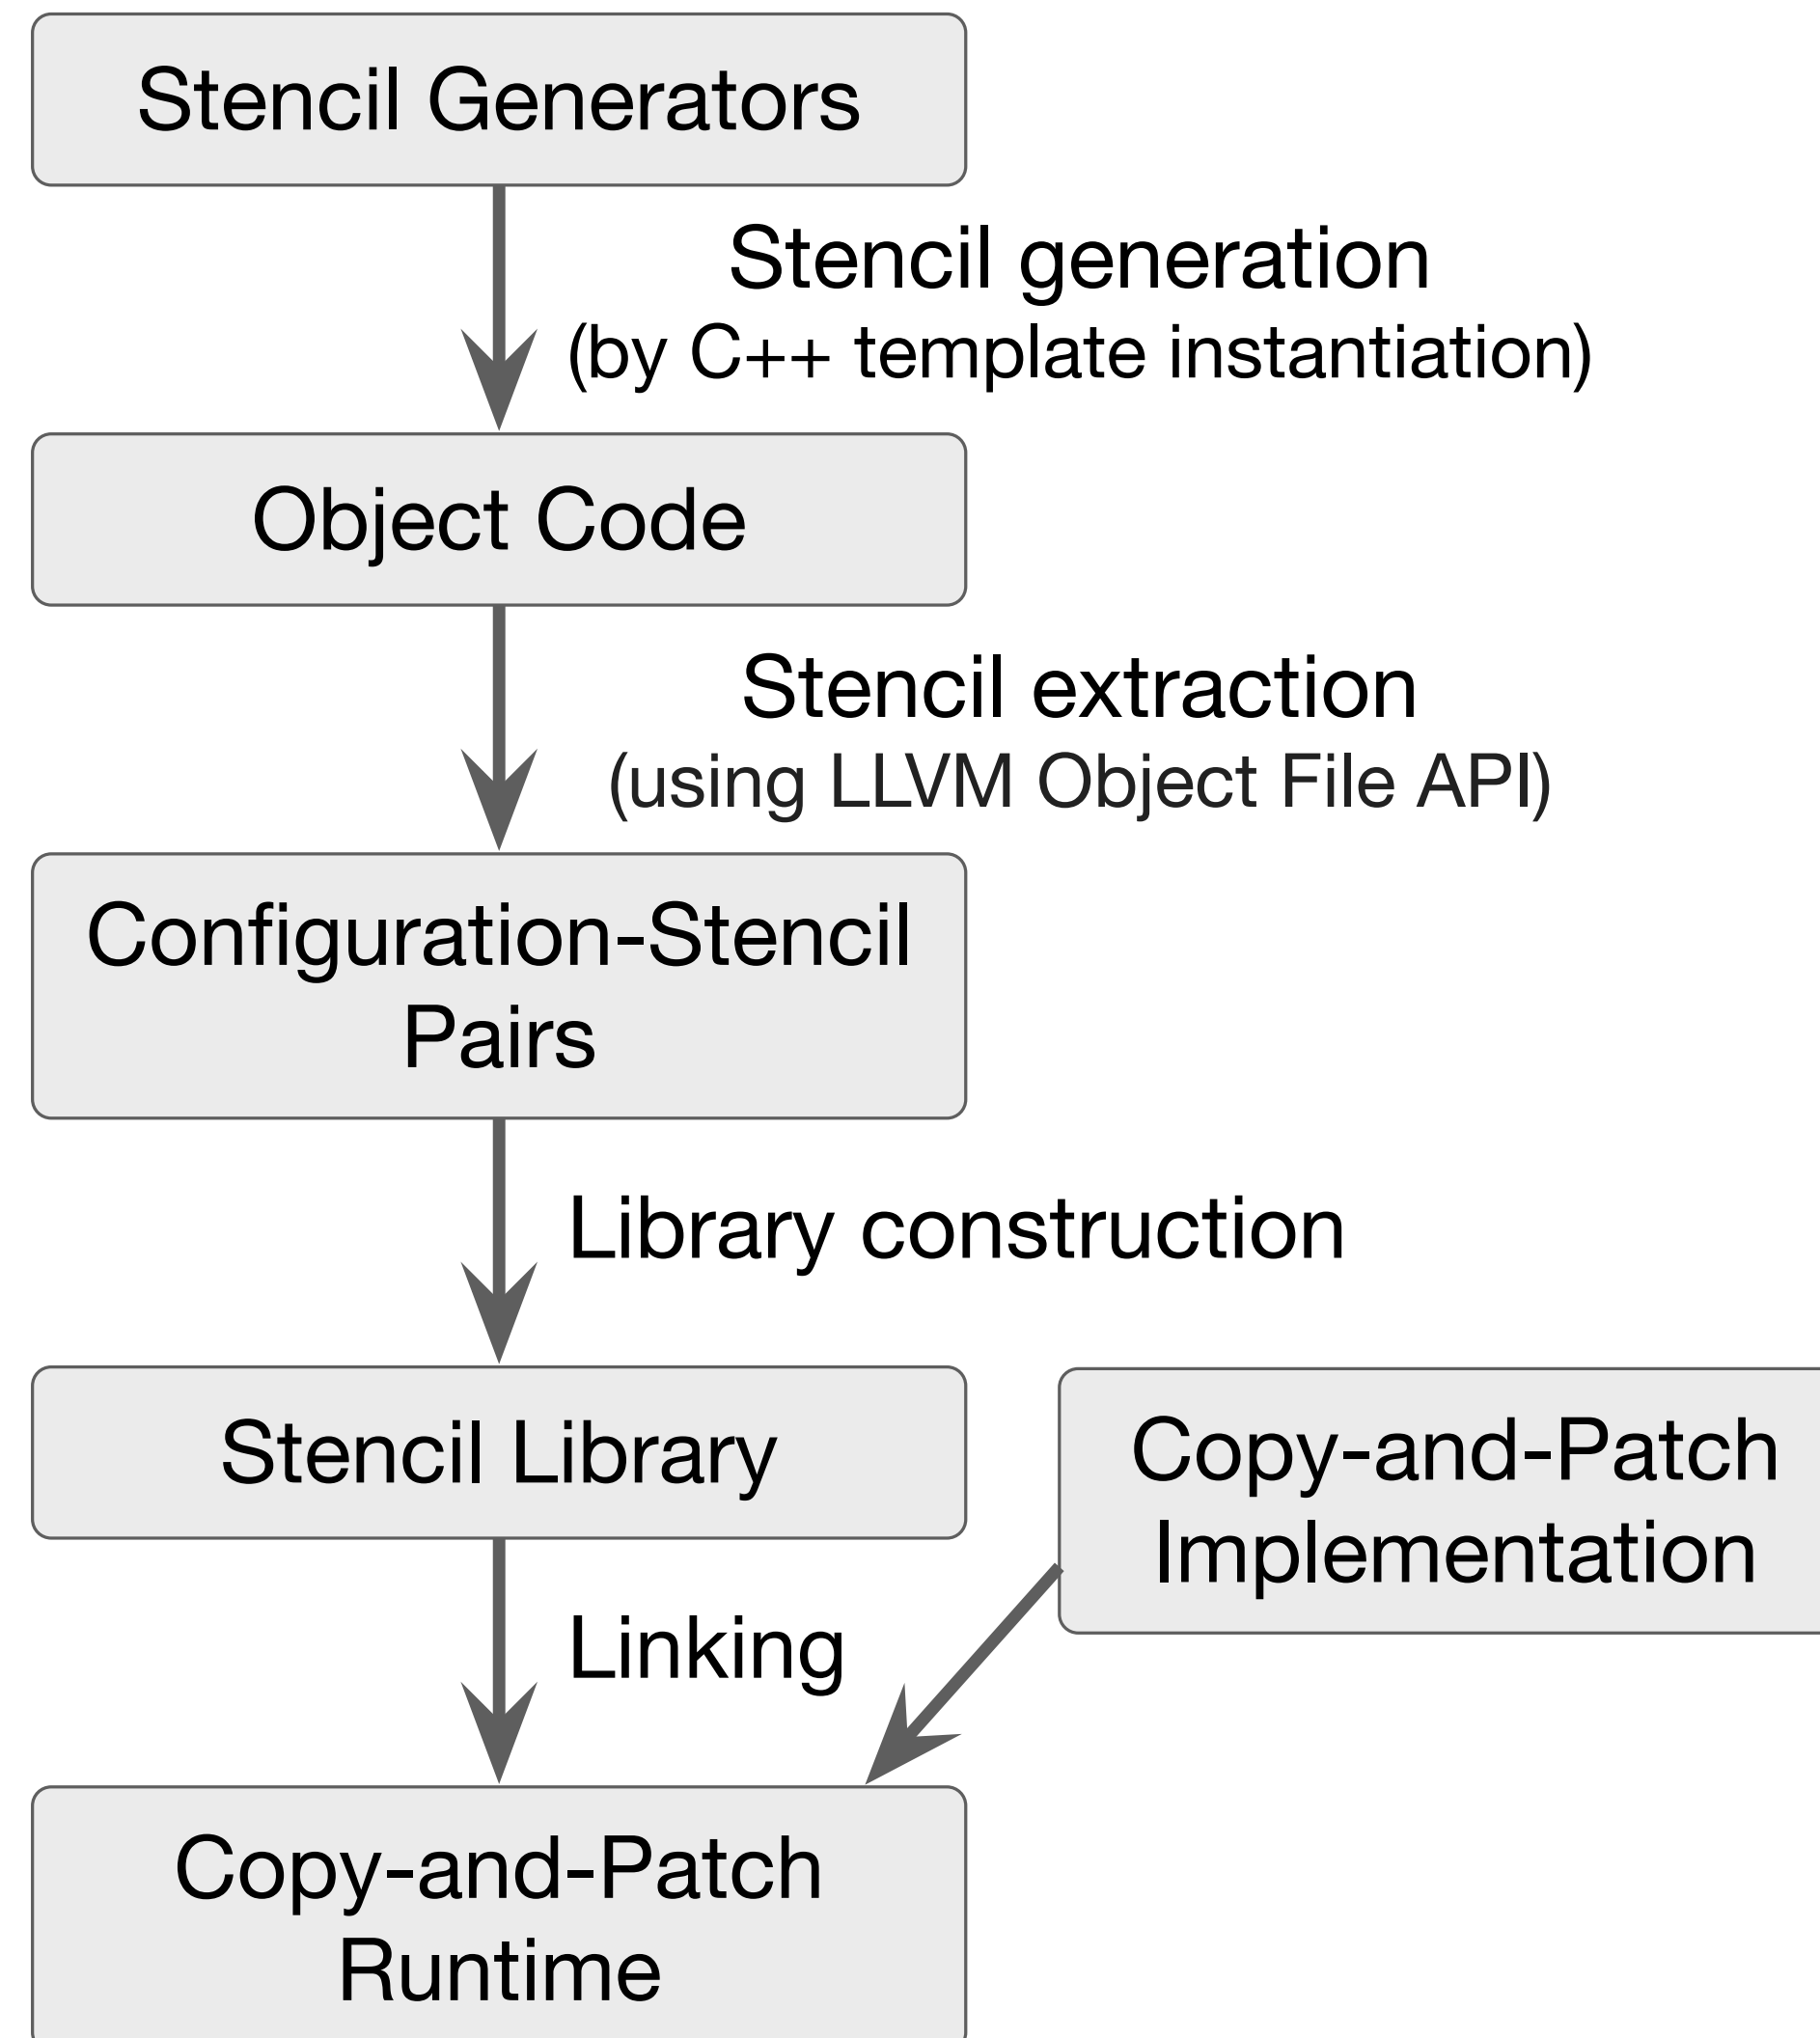 Stencil Generators
Stencil generation
(by C++ template instantiation)
Object Code
Stencil extraction
(using LLVM Object File API)
Configuration-Stencil
Pairs
Library construction
Stencil Library
Copy-and-Patch
Implementation
Linking
Copy-and-Patch
Runtime